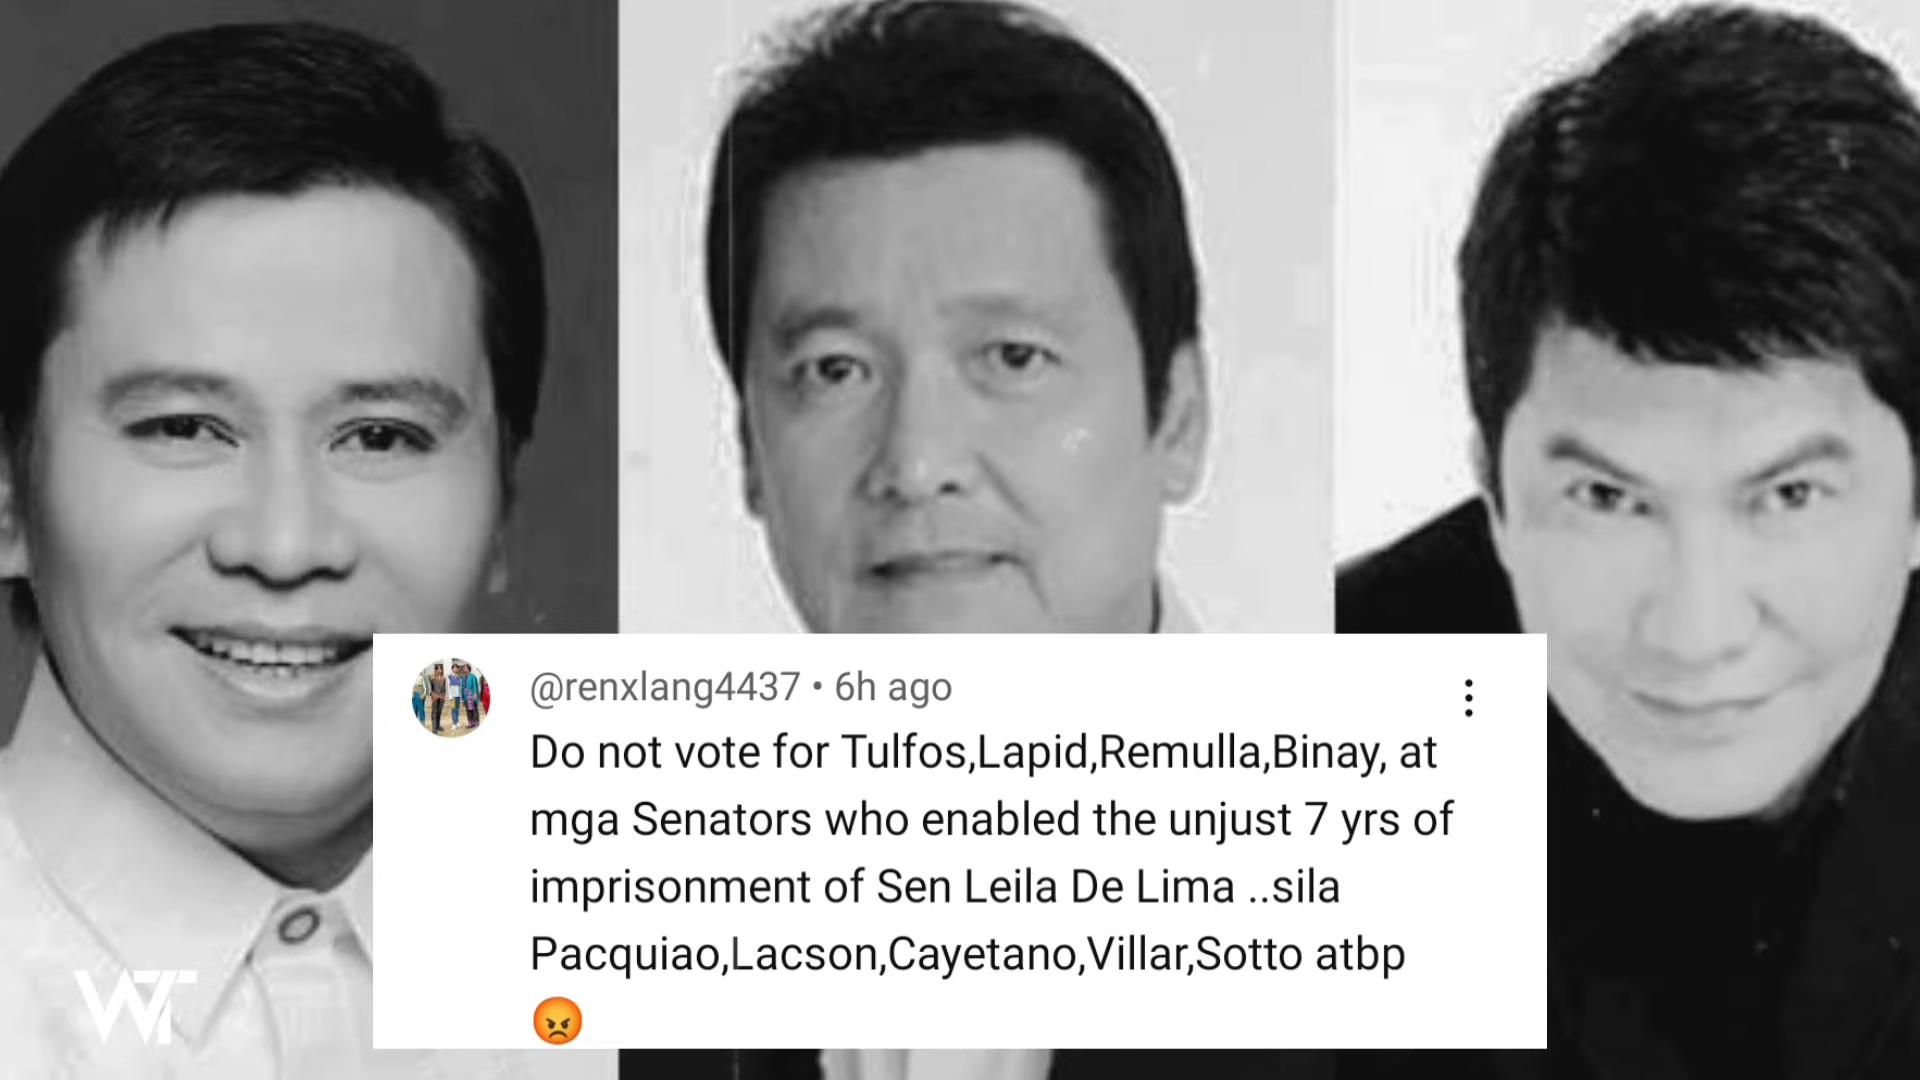 @renxlang4437 • 6h ago
Do not vote for Tulfos,Lapid,Remulla,Binay, at
mga Senators who enabled the unjust 7 yrs of
imprisonment of Sen Leila De Lima ..sila
Pacquiao,Lacson,Cayetano,Villar,Sotto atbp
😡
WT